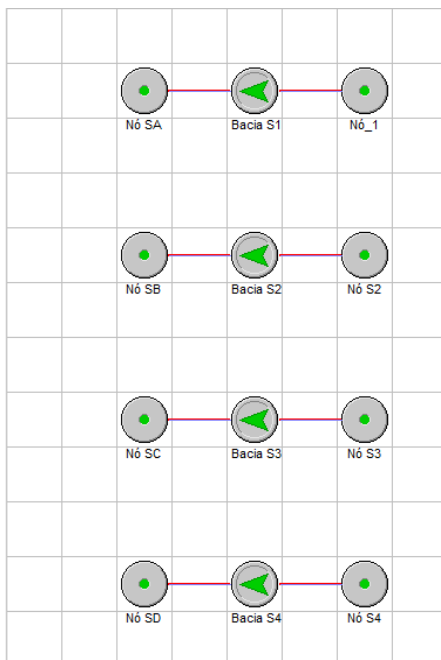 Nó SA Bacia S1 Nó_1
Nó SB Bacia S2 Nó S2
Nó SC Bacia S3 Nó S3
Nó SD Bacia S4 Nó S4